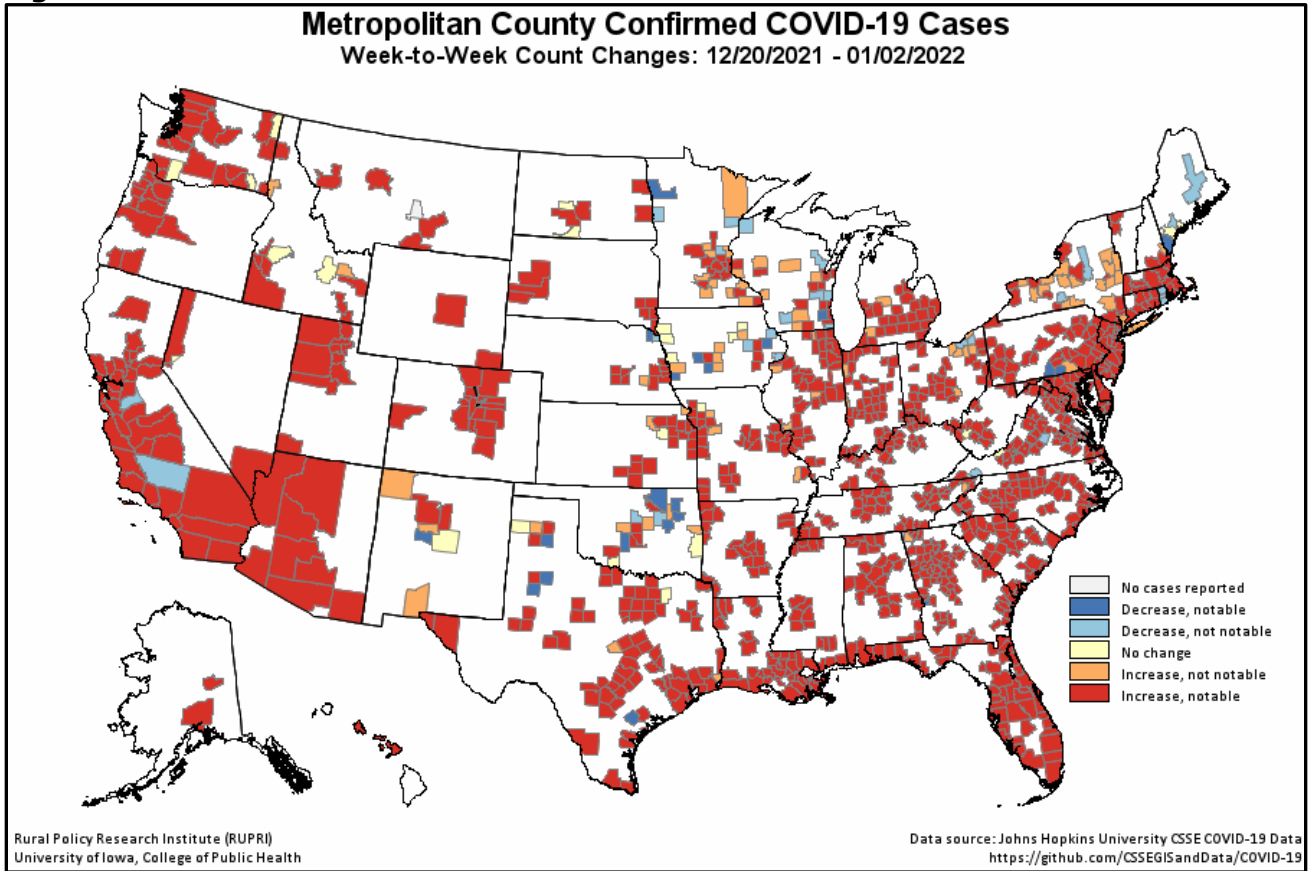 Metropolitan County Confirmed COVID-19 Cases
Week-to-Week Count Changes: 12/20/2021 - 01/02/2022
No cases reported
Decrease, notable
Decrease, not notable
No change
Increase, not notable
Increase, notable
Rural Policy Research Institute (RUPRI)
University of Iowa, College of Public Health
Data source: Johns Hopkins University CSSE COVID-19 Data
https://github.com/CSSEGISandData/COVID-19